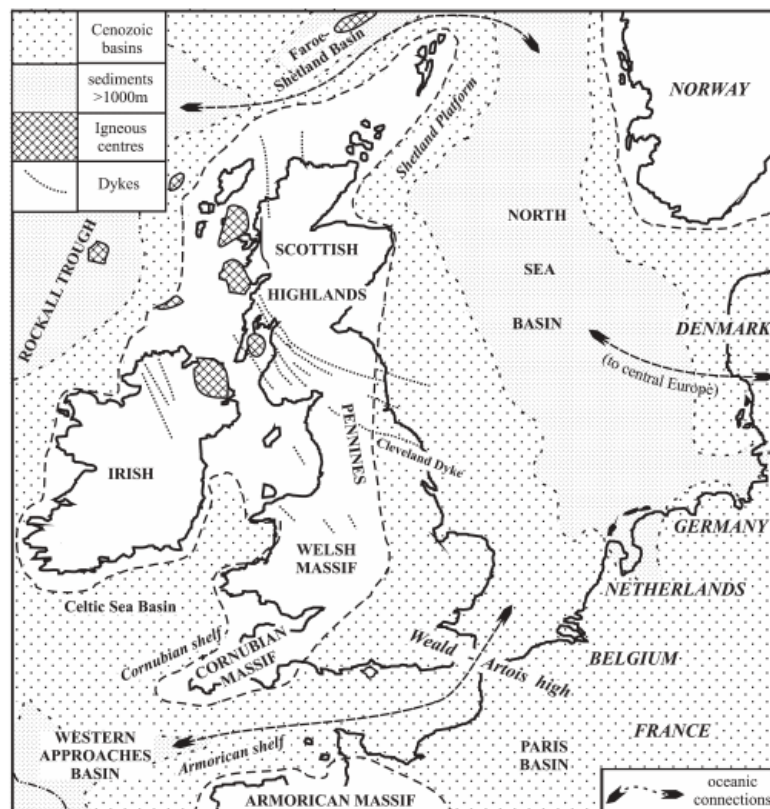 Cenozoic
basins
sediments
>1000m
Igneous
centres
Dykes
Faroe-
Shetland Basin
NORWAY
Shetland Platform
ROCKALL TROUGH
SCOTTISH
HIGHLANDS
NORTH
SEA
BASIN
DENMARK
(to central Europe)
PENNINES
Cleveland Dyke
IRISH
WELSH
MASSIF
GERMANY
NETHERLANDS
Celtic Sea Basin
Cornubian shelf
CORNUBIAN
MASSIF
Weald - Artois high
BELGIUM
WESTERN
APPROACHES
BASIN
Armorican shelf
FRANCE
PARIS
BASIN
ARMORICAN MASSIF
oceanic
connections